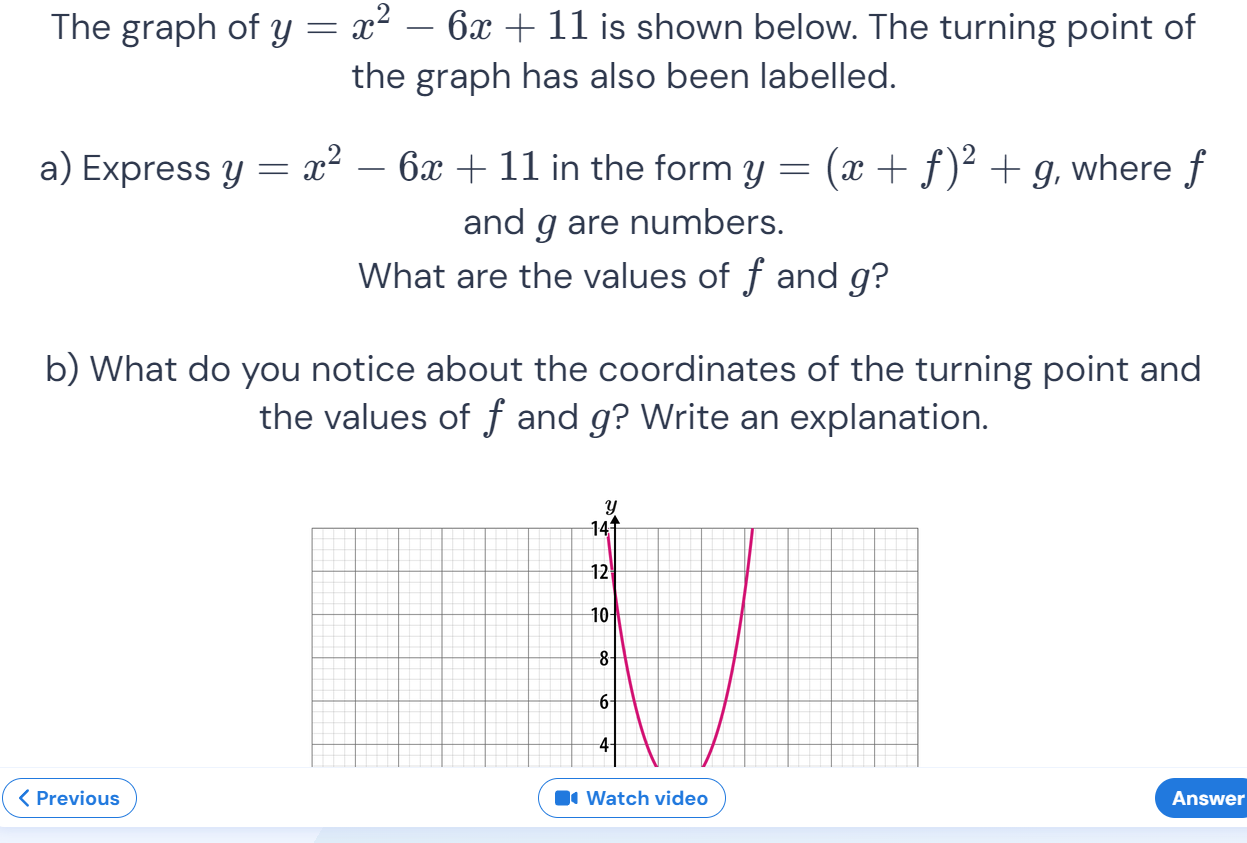 The graph of y = x² − 6x + 11 is shown below. The turning point of
the graph has also been labelled.
a) Express y = x² − 6x + 11 in the form y = (x + f)² + g, where f
and g are numbers.
What are the values of f and g?
b) What do you notice about the coordinates of the turning point and
the values of f and g? Write an explanation.
y
14
12
10
8
6
4
Previous
Watch video
Answer